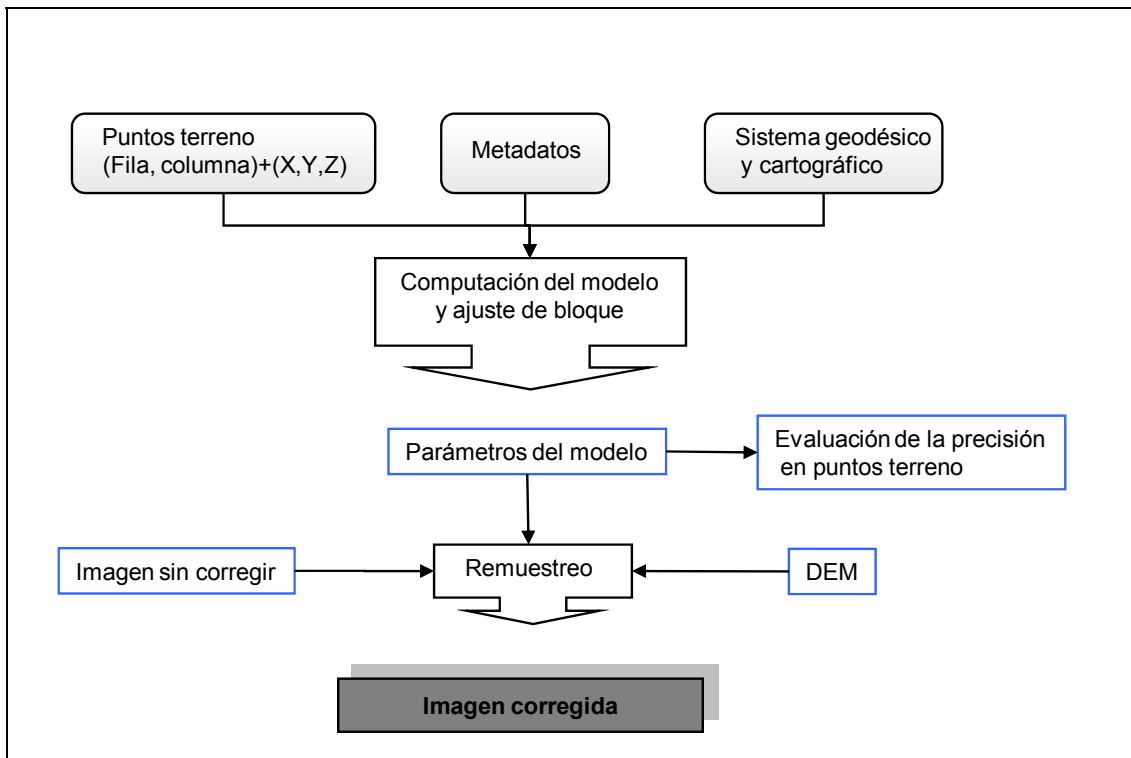 Puntos terreno
(Fila, columna)+(X,Y,Z)
Metadatos
Sistema geodésico
y cartográfico
Computación del modelo
y ajuste de bloque
Parámetros del modelo
Evaluación de la precisión
en puntos terreno
Imagen sin corregir
Remuestreo
DEM
Imagen corregida